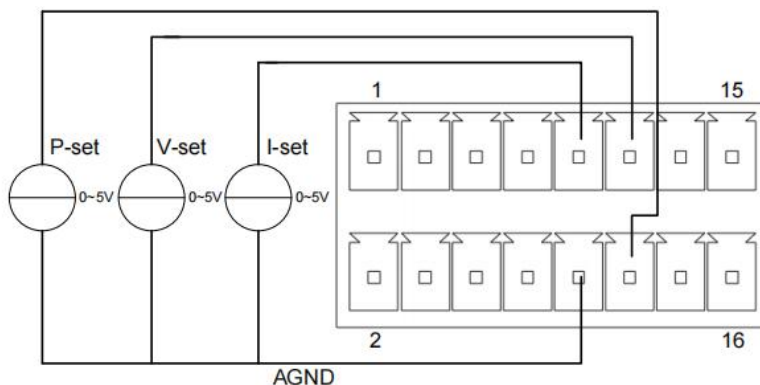 1 15
P-set V-set I-set
0~5V 0~5V 0~5V
2 16
AGND